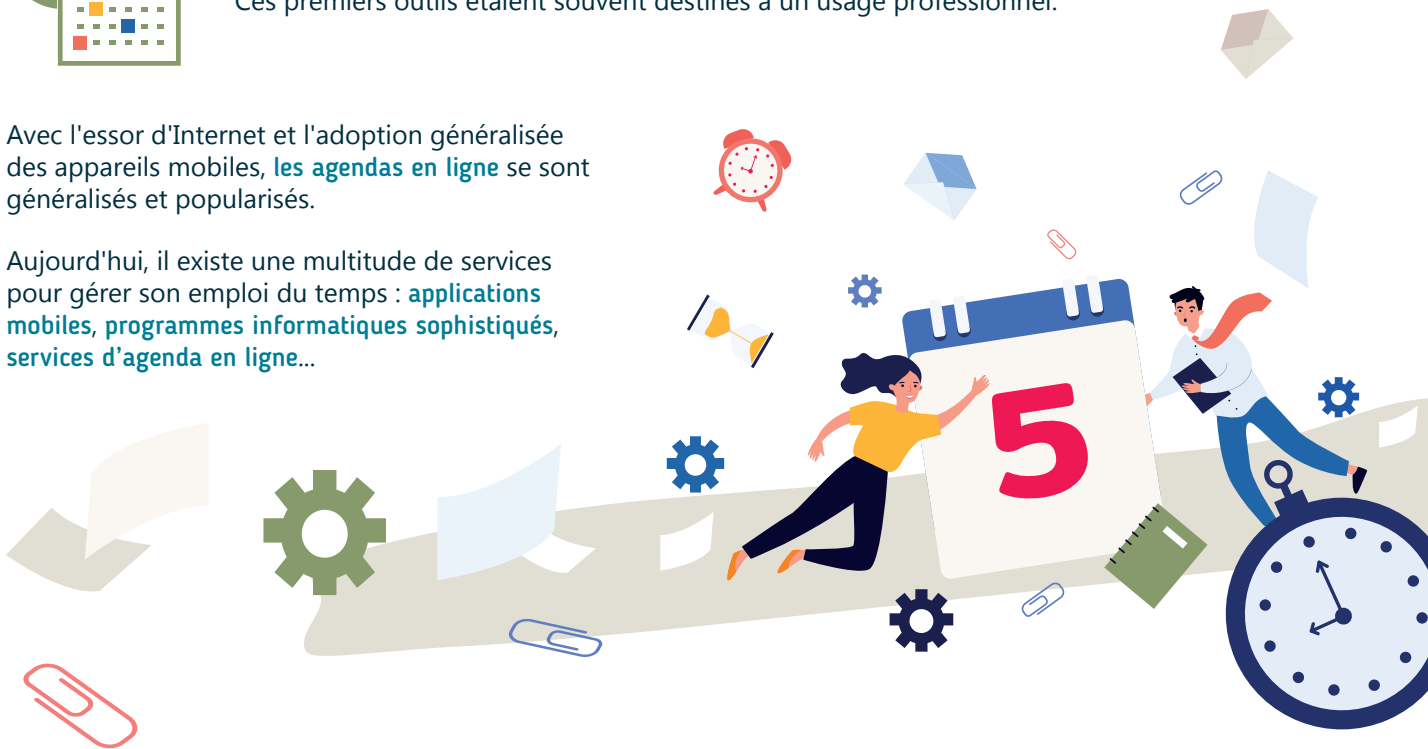 Ces premiers outils étaient souvent destinés à un usage professionnel.
Avec l'essor d'Internet et l'adoption généralisée
des appareils mobiles, les agendas en ligne se sont
généralisés et popularisés.
Aujourd'hui, il existe une multitude de services
pour gérer son emploi du temps : applications
mobiles, programmes informatiques sophistiqués,
services d’agenda en ligne...
5